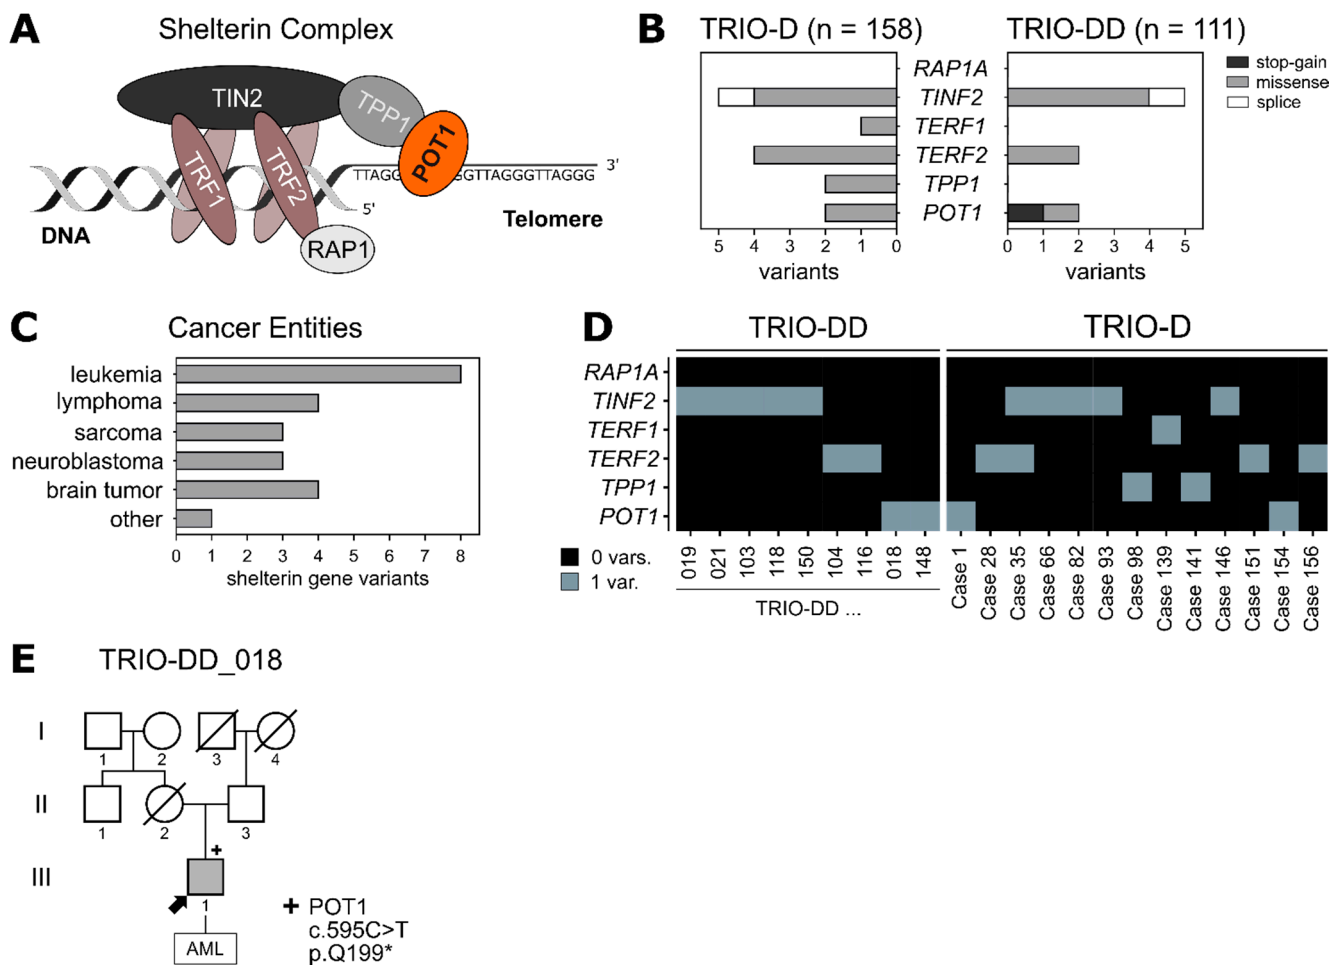 A
Shelterin Complex
TIN2
TPP1
POT1
TRF1
TRF2
RAP1
TTAGG
GGTTAGGGTTAGGG
3'
5'
DNA
Telomere
B
TRIO-D (n = 158)
TRIO-DD (n = 111)
stop-gain
missense
splice
RAP1A
TINF2
TERF1
TERF2
TPP1
POT1
5 4 3 2 1 0
0 1 2 3 4 5
variants
variants
C
Cancer Entities
leukemia
lymphoma
sarcoma
neuroblastoma
brain tumor
other
0 1 2 3 4 5 6 7 8
shelterin gene variants
D
TRIO-DD
TRIO-D
RAP1A
TINF2
TERF1
TERF2
TPP1
POT1
0 vars.
1 var.
019
021
103
118
150
104
116
018
148
TRIO-DD ...
Case 1
Case 28
Case 35
Case 66
Case 82
Case 93
Case 98
Case 139
Case 141
Case 146
Case 151
Case 154
Case 156
E
TRIO-DD_018
I
1 2 3 4
II
1 2 3
III
+
1
AML
+ POT1
c.595C>T
p.Q199*